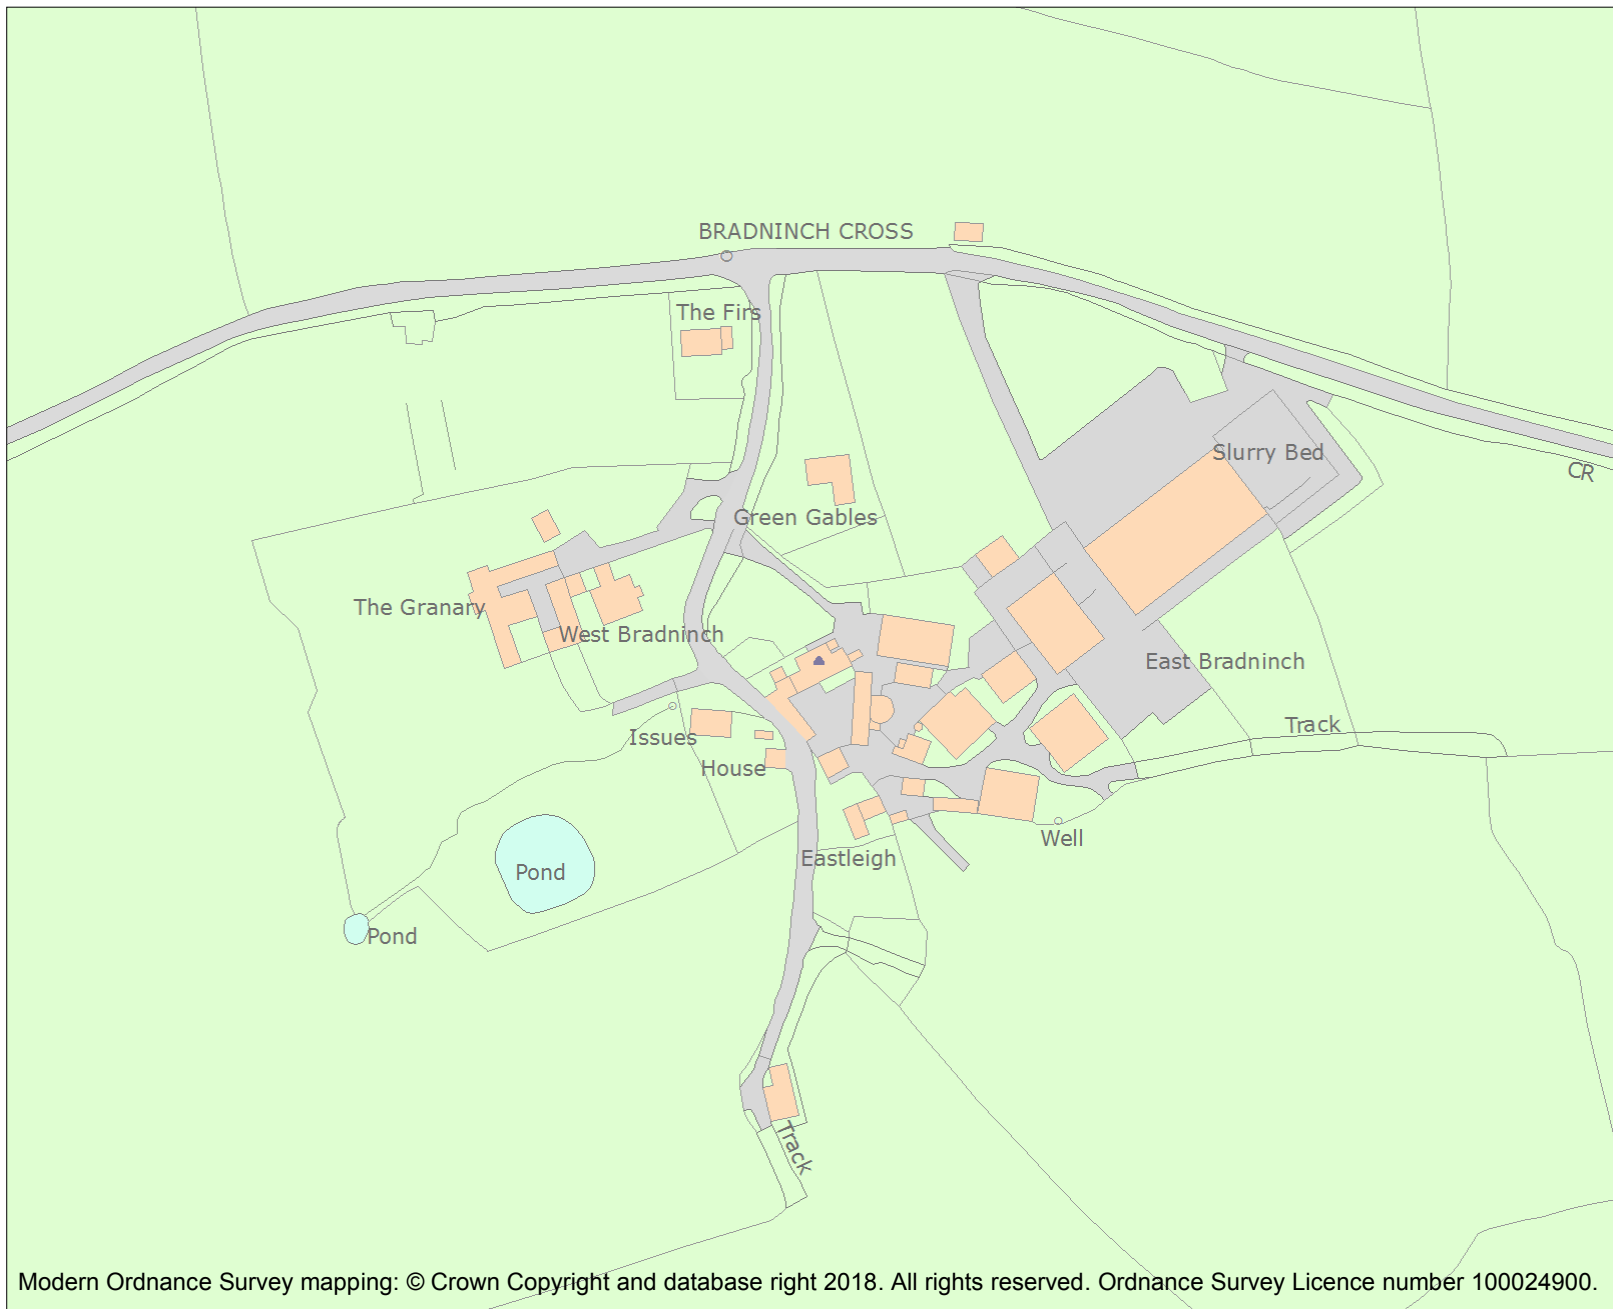 BRADNINCH CROSS
The Firs
Slurry Bed
CR
Green Gables
The Granary
West Bradninch
East Bradninch
Track
Issues
House
Well
Eastleigh
Pond
Pond
Track
Modern Ordnance Survey mapping: © Crown Copyright and database right 2018. All rights reserved. Ordnance Survey Licence number 100024900.